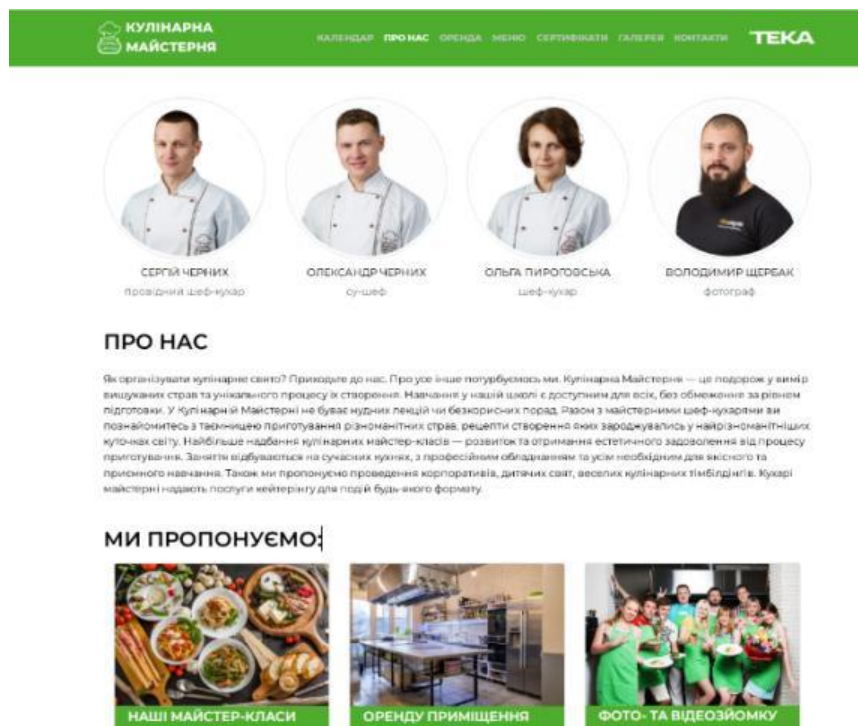 КУЛІНАРНА
МАЙСТЕРНЯ
КАЛЕНДАР ПРО НАС ОРЕНДА МЕНЮ СЕРТИФІКАТИ ГАЛЕРЕЯ КОНТАКТИ TEKA
СЕРГІЙ ЧЕРНИХ ОЛЕКСАНДР ЧЕРНИХ ОЛЬГА ПИРОГОВСЬКА ВОЛОДИМИР ЩЕРБАК
провідний шеф-кухар су-шеф шеф-кухар фотограф
ПРО НАС
Як організувати кулінарне свято? Приходьте до нас. Про усе інше потурбуємось ми. Кулінарна Майстерня — це подорож у вимір
вишуканих страв та унікального процесу їх створення. Навчання у нашій школі є доступним для всіх, без обмеження за рівнем
підготовки. У Кулінарній Майстерні не буває нудних лекцій чи безкорисних порад. Разом з майстерними шеф-кухарями ви
познайомитесь з таємницею приготування різноманітних страв, рецепти створення яких зароджувались у найрізноманітніших
куточках світу. Найбільше надбання кулінарних майстер-класів — розвиток та отримання естетичного задоволення від процесу
приготування. Заняття відбуваються на сучасних кухнях, з професійним обладнанням та усім необхідним для якісного та
приємного навчання. Також ми пропонуємо проведення корпоративів, дитячих свят, веселих кулінарних тімбілдінгів. Кухарі
майстерні надають послуги кейтерінгу для подій будь-якого формату.
МИ ПРОПОНУЄМО:
НАШІ МАЙСТЕР-КЛАСИ ОРЕНДУ ПРИМІЩЕННЯ ФОТО- ТА ВІДЕОЗЙОМКУ